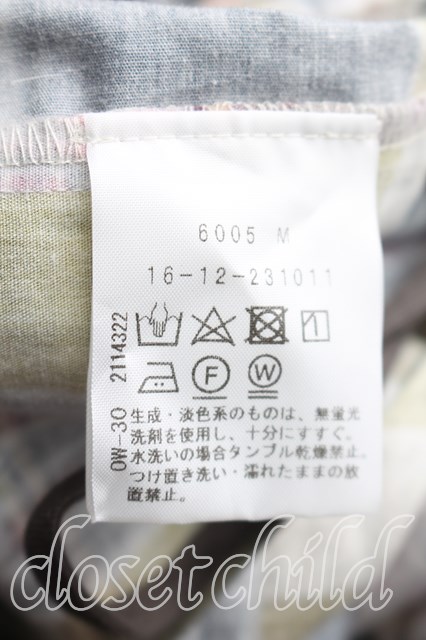 6005 M
16-12-231011
2114322
F
W
0W-30
生成・淡色系のものは、無蛍光
洗剤を使用し、十分にすすぐ。
水洗いの場合タンブル乾燥禁止。
つけ置き洗い・濡れたままの放
置禁止。
closet child